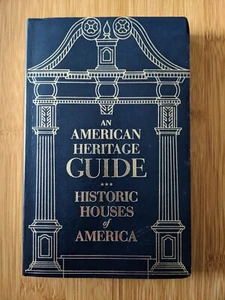 AN
AMERICAN
HERITAGE
GUIDE
HISTORIC
HOUSES
of
AMERICA